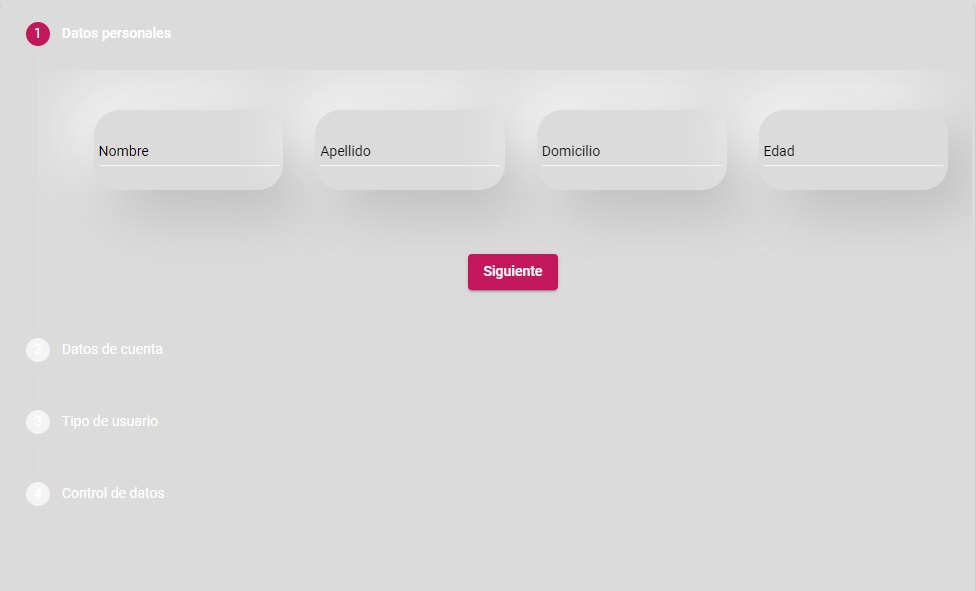 1 Datos personales
Nombre Apellido Domicilio Edad
Siguiente
2 Datos de cuenta
3 Tipo de usuario
4 Control de datos